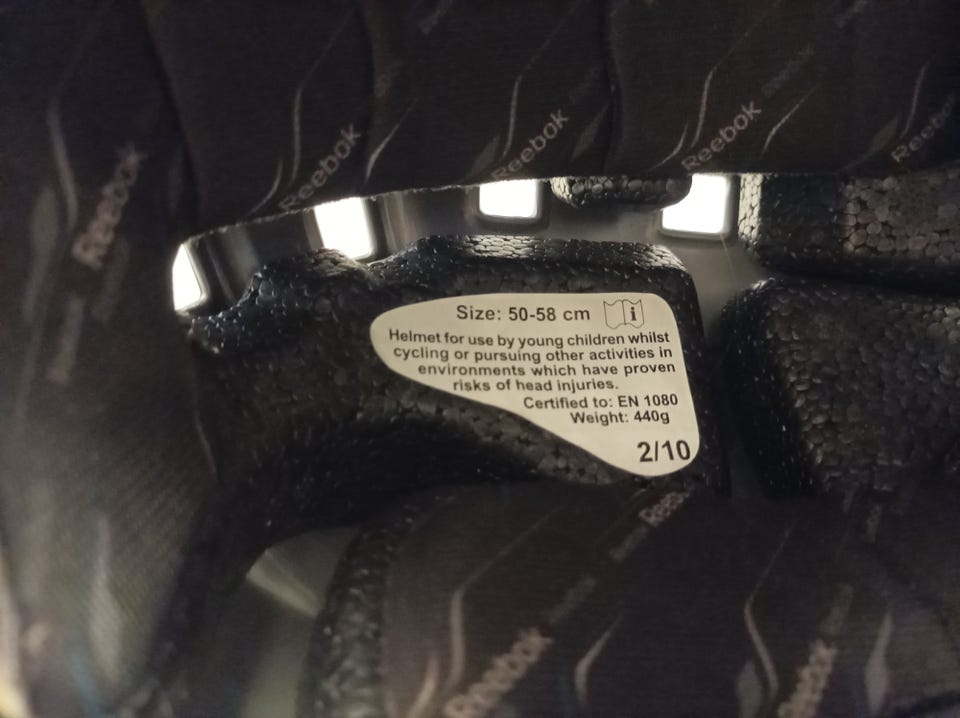 Reebok
Reebok
Reebok
Reebok
Reebok
Size: 50-58 cm i
Helmet for use by young children whilst
cycling or pursuing other activities in
environments which have proven
risks of head injuries.
Certified to: EN 1080
Weight: 440g
2/10
Reebok
Reebok
Reebok